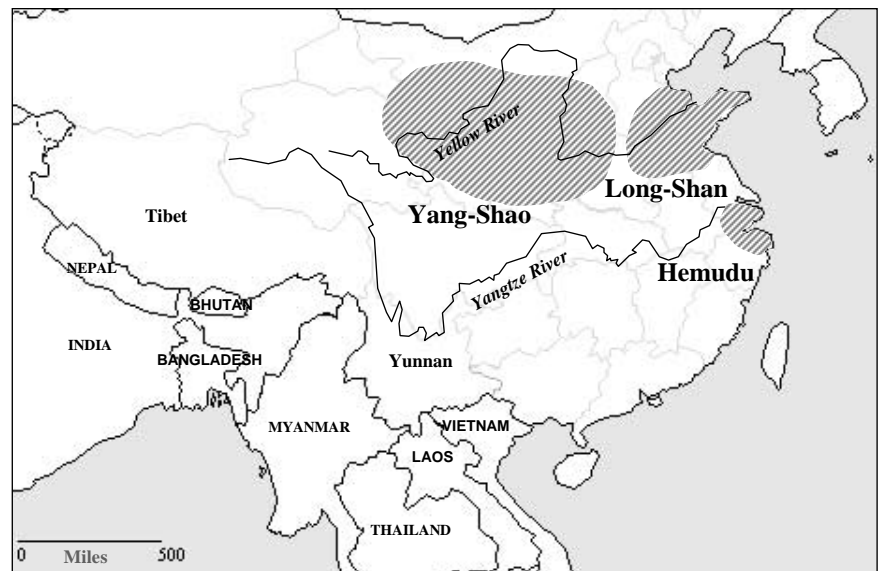 Yellow River
Long-Shan
Yang-Shao
Tibet
Hemudu
Yangtze River
NEPAL
BHUTAN
INDIA
BANGLADESH
Yunnan
MYANMAR
VIETNAM
LAOS
THAILAND
0 Miles 500